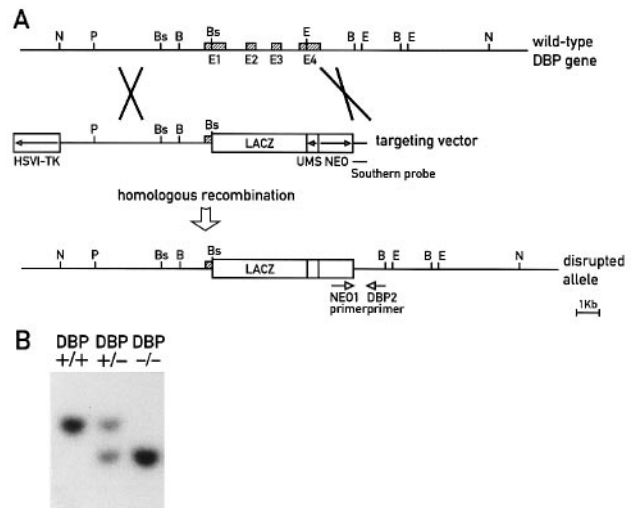 A
N P Bs B Bs E B E B E N
E1 E2 E3 E4
wild-type
DBP gene
P Bs B Bs
LACZ
targeting vector
HSVI-TK
UMS NEO
Southern probe
homologous recombination
N P Bs B Bs B E B E N
LACZ
disrupted
allele
NEO1 DBP2
primer primer
1Kb
B
DBP DBP DBP
+/+ +/- -/-